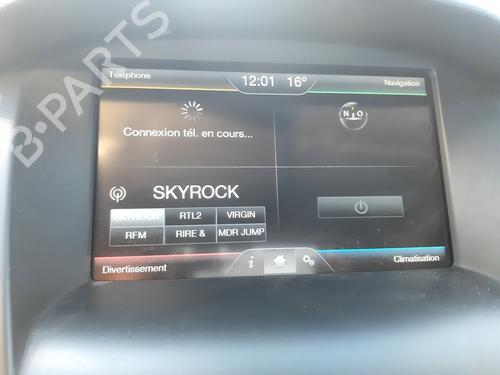 Téléphone
12:01 16°
Navigation
Connexion tél. en cours...
N O
SKYROCK
SKYROCK RTL2 VIRGIN
RFM RIRE & MDR JUMP
Divertissement
i
Climatisation
B-PARTS